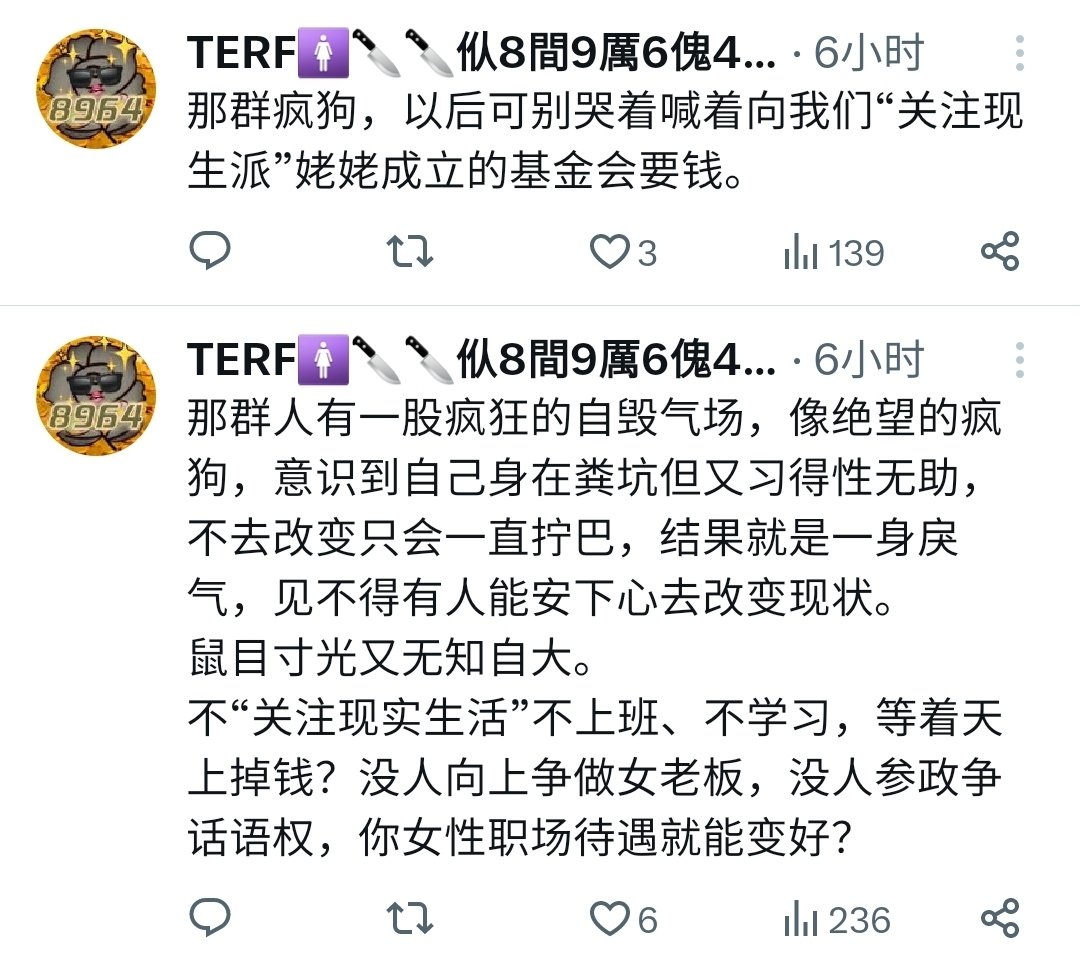 TERF🚺🔪🔪㕥8間9厲6傀4... · 6小时
8964
那群疯狗，以后可别哭着喊着向我们“关注现
生派”姥姥成立的基金会要钱。
3 139
TERF🚺🔪🔪㕥8間9厲6傀4... · 6小时
8964
那群人有一股疯狂的自毁气场，像绝望的疯
狗，意识到自己身在粪坑但又习得性无助，
不去改变只会一直拧巴，结果就是一身戾
气，见不得有人能安下心去改变现状。
鼠目寸光又无知自大。
不“关注现实生活”不上班、不学习，等着天
上掉钱？没人向上争做女老板，没人参政争
话语权，你女性职场待遇就能变好？
6 236